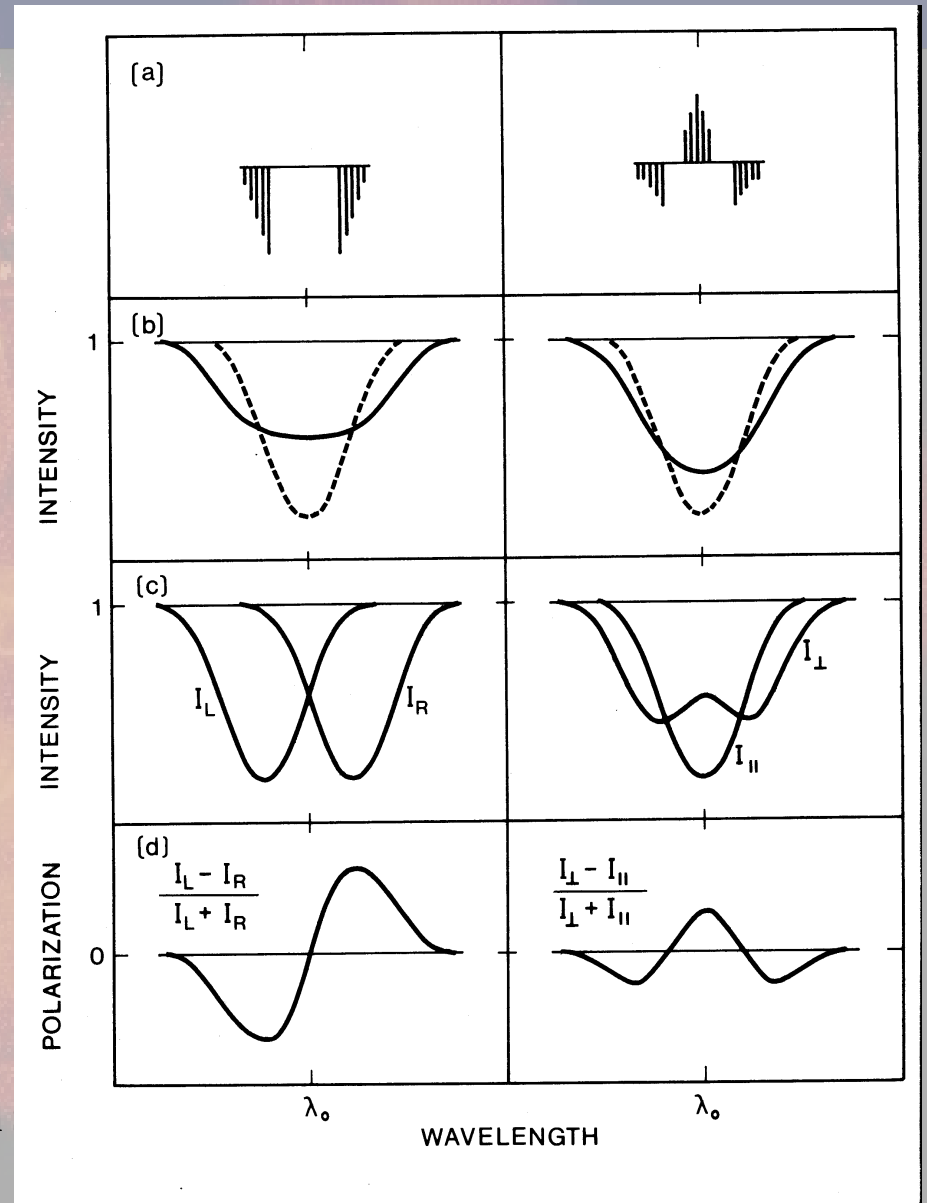 (a)
(b)
1
INTENSITY
(c)
1
I_L
I_R
I_⊥
I_||
INTENSITY
(d)
I_L - I_R
I_L + I_R
I_⊥ - I_||
I_⊥ + I_||
0
POLARIZATION
λ₀
λ₀
WAVELENGTH